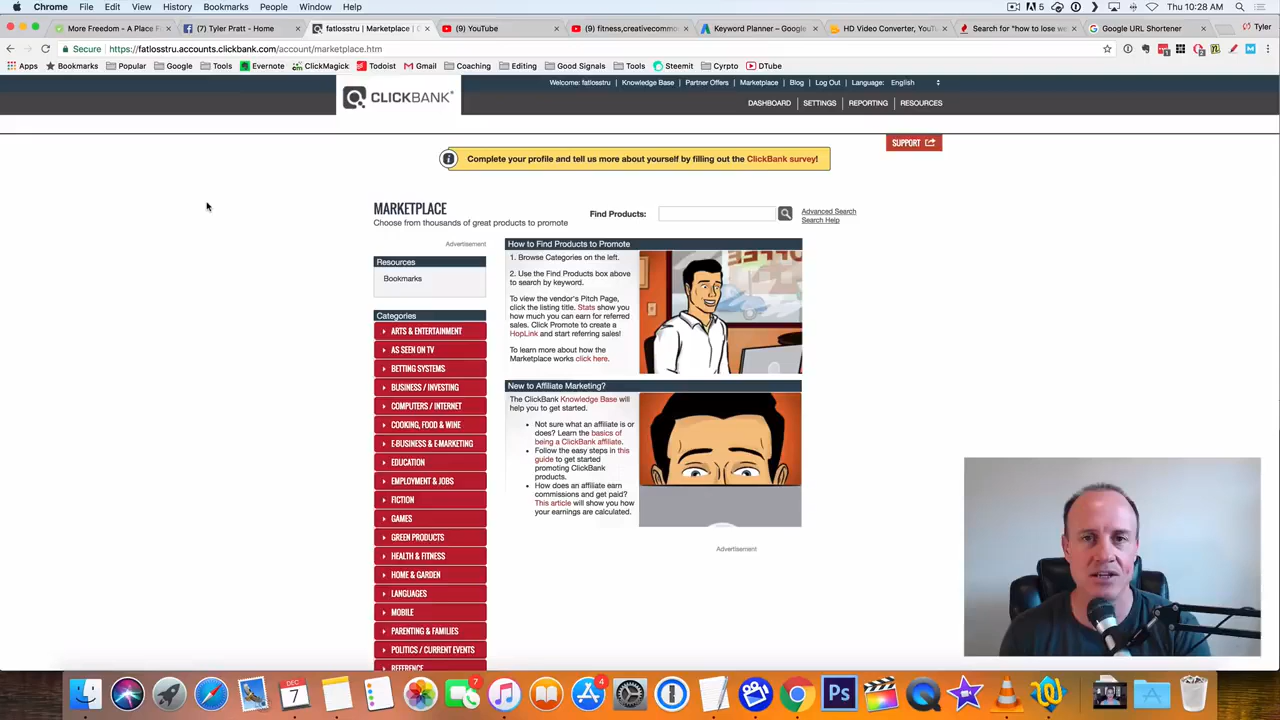 Chrome File Edit View History Bookmarks People Window Help
5 Thu 10:28 AM
More Freedom - A Place F
(7) Tyler Pratt - Home
fatlosstru | Marketplace | C
(9) YouTube
(9) fitness,creativecommo
Keyword Planner – Google
HD Video Converter, YouTu
Search for "how to lose we
Google URL Shortener
Tyler
Secure https://fatlosstru.accounts.clickbank.com/account/marketplace.htm
Apps Bookmarks Popular Google Tools Evernote ClickMagick Todoist Gmail Coaching Editing Good Signals Tools Steemit Cyrpto DTube
Welcome: fatlosstru Knowledge Base Partner Offers Marketplace Blog Log Out Language: English
CLICKBANK
DASHBOARD SETTINGS REPORTING RESOURCES
SUPPORT
Complete your profile and tell us more about yourself by filling out the ClickBank survey!
MARKETPLACE
Choose from thousands of great products to promote
Find Products:
Advanced Search
Search Help
Advertisement
Resources
Bookmarks
Categories
ARTS & ENTERTAINMENT
AS SEEN ON TV
BETTING SYSTEMS
BUSINESS / INVESTING
COMPUTERS / INTERNET
COOKING, FOOD & WINE
E-BUSINESS & E-MARKETING
EDUCATION
EMPLOYMENT & JOBS
FICTION
GAMES
GREEN PRODUCTS
HEALTH & FITNESS
HOME & GARDEN
LANGUAGES
MOBILE
PARENTING & FAMILIES
POLITICS / CURRENT EVENTS
REFERENCE
How to Find Products to Promote
1. Browse Categories on the left.
2. Use the Find Products box above
to search by keyword.
To view the vendor's Pitch Page,
click the listing title. Stats show you
how much you can earn for referred
sales. Click Promote to create a
HopLink and start referring sales!
To learn more about how the
Marketplace works click here.
New to Affiliate Marketing?
The ClickBank Knowledge Base will
help you to get started.
Not sure what an affiliate is or
does? Learn the basics of
being a ClickBank affiliate.
Follow the easy steps in this
guide to get started
promoting ClickBank
products.
How does an affiliate earn
commissions and get paid?
This article will show you how
your earnings are calculated.
Advertisement
DEC
7
7
4
Ps